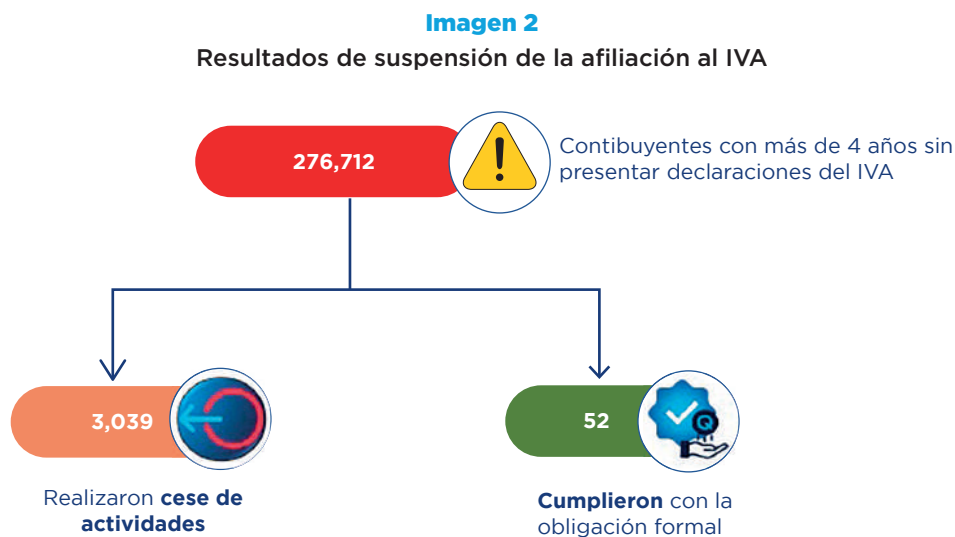 Imagen 2
Resultados de suspensión de la afiliación al IVA
276,712
Contibuyentes con más de 4 años sin
presentar declaraciones del IVA
3,039
Realizaron cese de
actividades
52
Q
Cumplieron con la
obligación formal